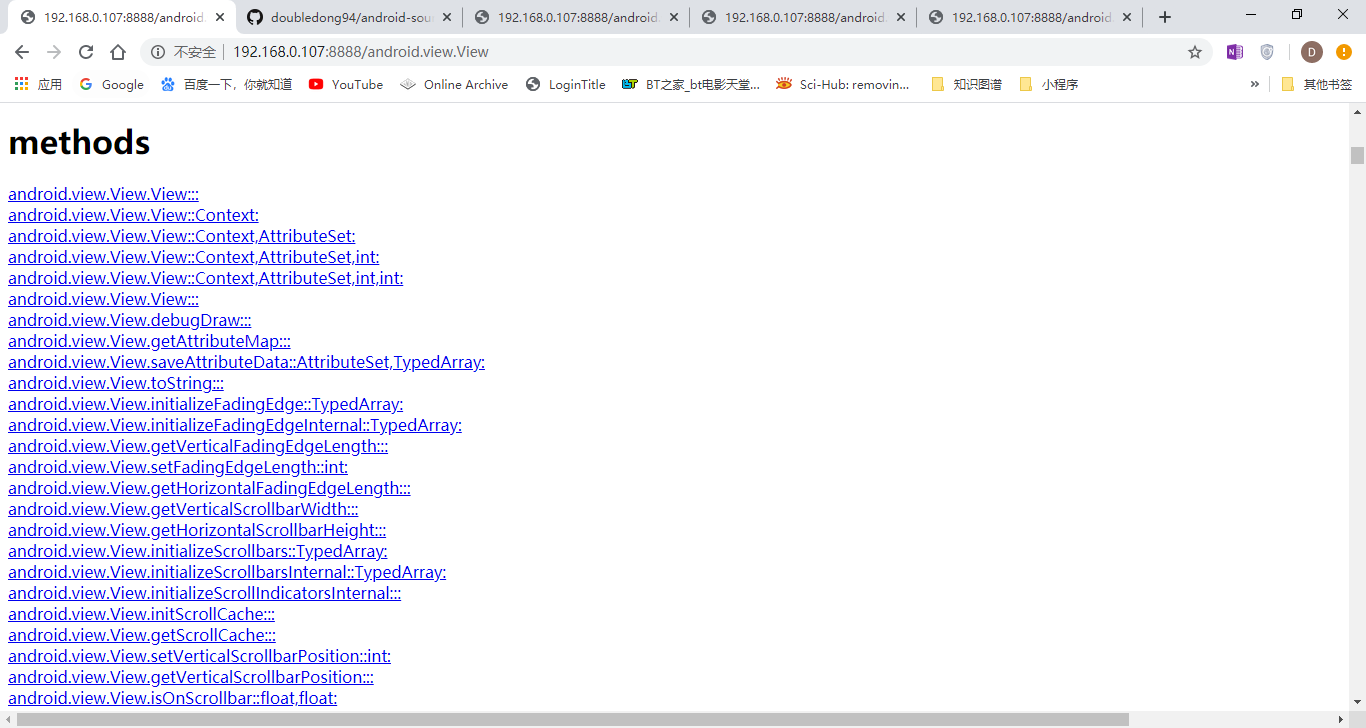 192.168.0.107:8888/android.
doubledong94/android-sour
192.168.0.107:8888/android.
192.168.0.107:8888/android.
192.168.0.107:8888/android.
不安全 192.168.0.107:8888/android.view.View
D
应用 Google 百度一下，你就知道 YouTube Online Archive LoginTitle BT之家_bt电影天堂... Sci-Hub: removin... 知识图谱 小程序 » 其他书签
methods
android.view.View.View:::
android.view.View.View::Context:
android.view.View.View::Context,AttributeSet:
android.view.View.View::Context,AttributeSet,int:
android.view.View.View::Context,AttributeSet,int,int:
android.view.View.View:::
android.view.View.debugDraw:::
android.view.View.getAttributeMap:::
android.view.View.saveAttributeData::AttributeSet,TypedArray:
android.view.View.toString:::
android.view.View.initializeFadingEdge::TypedArray:
android.view.View.initializeFadingEdgeInternal::TypedArray:
android.view.View.getVerticalFadingEdgeLength:::
android.view.View.setFadingEdgeLength::int:
android.view.View.getHorizontalFadingEdgeLength:::
android.view.View.getVerticalScrollbarWidth:::
android.view.View.getHorizontalScrollbarHeight:::
android.view.View.initializeScrollbars::TypedArray:
android.view.View.initializeScrollbarsInternal::TypedArray:
android.view.View.initializeScrollIndicatorsInternal:::
android.view.View.initScrollCache:::
android.view.View.getScrollCache:::
android.view.View.setVerticalScrollbarPosition::int:
android.view.View.getVerticalScrollbarPosition:::
android.view.View.isOnScrollbar::float,float: